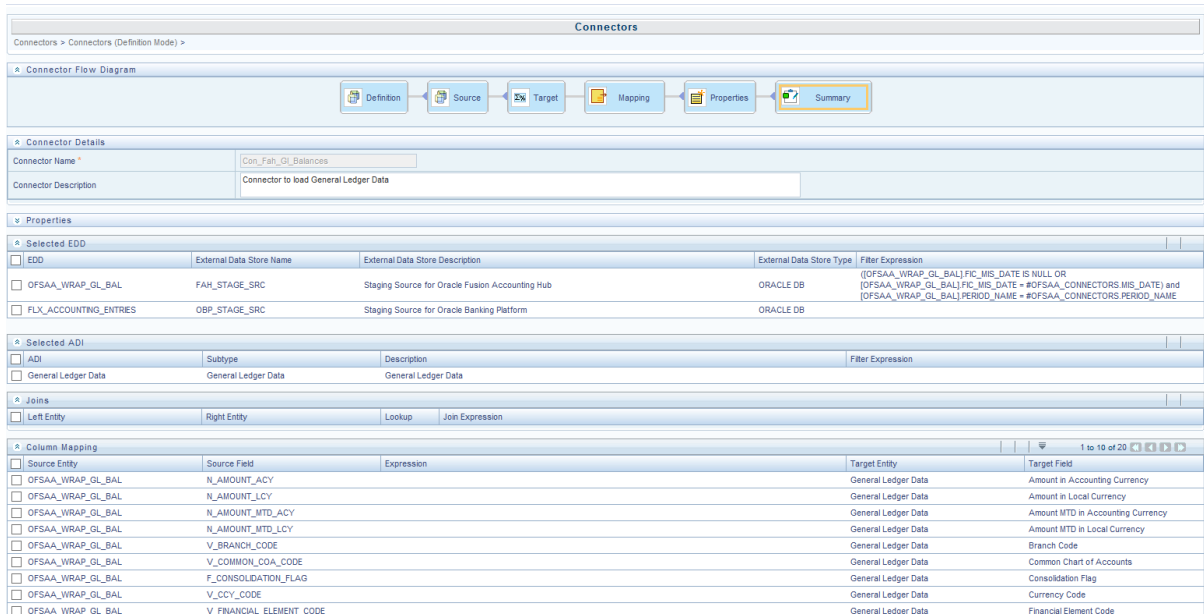 Connectors
Connectors > Connectors (Definition Mode) >
Connector Flow Diagram
Definition Source Target Mapping Properties Summary
Connector Details
Connector Name * Con_Fah_Gl_Balances
Connector Description Connector to load General Ledger Data
Properties
Selected EDD
EDD External Data Store Name External Data Store Description External Data Store Type Filter Expression
([OFSAA_WRAP_GL_BAL].FIC_MIS_DATE IS NULL OR
OFSAA_WRAP_GL_BAL FAH_STAGE_SRC Staging Source for Oracle Fusion Accounting Hub ORACLE DB [OFSAA_WRAP_GL_BAL].FIC_MIS_DATE = #OFSAA_CONNECTORS.MIS_DATE) and
[OFSAA_WRAP_GL_BAL].PERIOD_NAME = #OFSAA_CONNECTORS.PERIOD_NAME
FLX_ACCOUNTING_ENTRIES OBP_STAGE_SRC Staging Source for Oracle Banking Platform ORACLE DB
Selected ADI
ADI Subtype Description Filter Expression
General Ledger Data General Ledger Data General Ledger Data
Joins
Left Entity Right Entity Lookup Join Expression
Column Mapping 1 to 10 of 20
Source Entity Source Field Expression Target Entity Target Field
OFSAA_WRAP_GL_BAL N_AMOUNT_ACY General Ledger Data Amount in Accounting Currency
OFSAA_WRAP_GL_BAL N_AMOUNT_LCY General Ledger Data Amount in Local Currency
OFSAA_WRAP_GL_BAL N_AMOUNT_MTD_ACY General Ledger Data Amount MTD in Accounting Currency
OFSAA_WRAP_GL_BAL N_AMOUNT_MTD_LCY General Ledger Data Amount MTD in Local Currency
OFSAA_WRAP_GL_BAL V_BRANCH_CODE General Ledger Data Branch Code
OFSAA_WRAP_GL_BAL V_COMMON_COA_CODE General Ledger Data Common Chart of Accounts
OFSAA_WRAP_GL_BAL F_CONSOLIDATION_FLAG General Ledger Data Consolidation Flag
OFSAA_WRAP_GL_BAL V_CCY_CODE General Ledger Data Currency Code
OFSAA_WRAP_GL_BAL V_FINANCIAL_ELEMENT_CODE General Ledger Data Financial Element Code